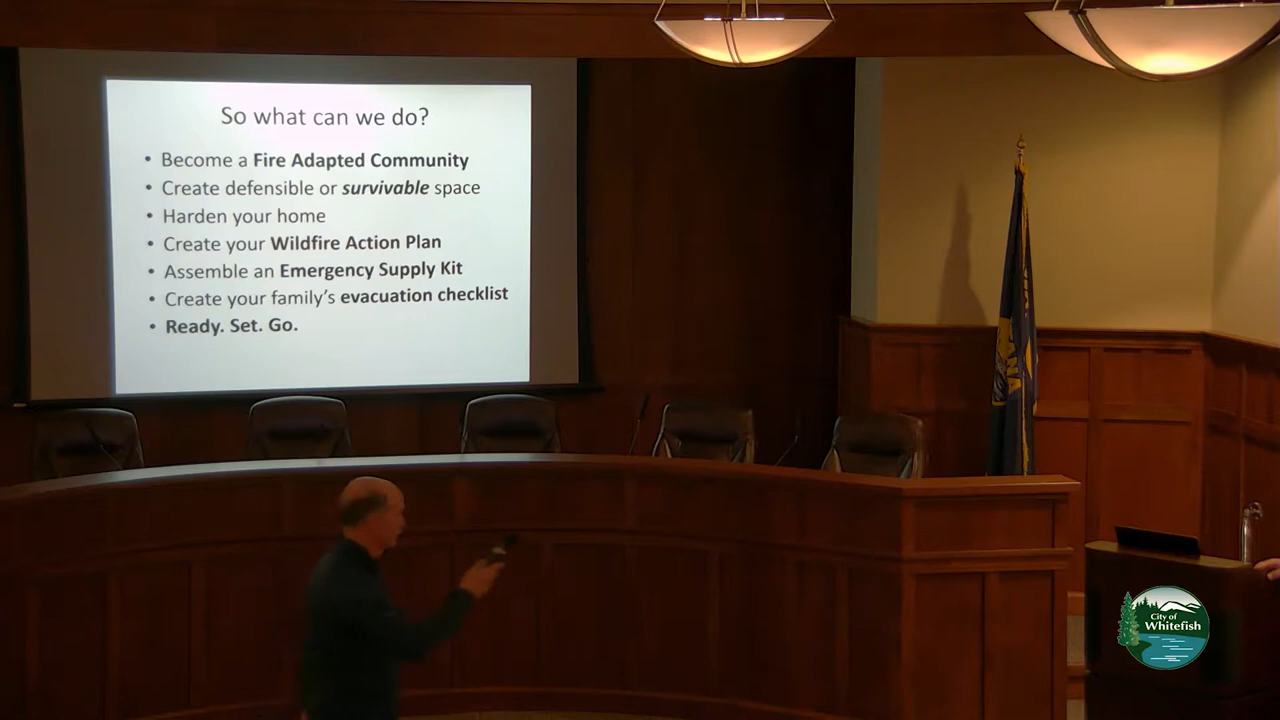 So what can we do?
• Become a Fire Adapted Community
• Create defensible or survivable space
• Harden your home
• Create your Wildfire Action Plan
• Assemble an Emergency Supply Kit
• Create your family's evacuation checklist
• Ready. Set. Go.
City of
Whitefish